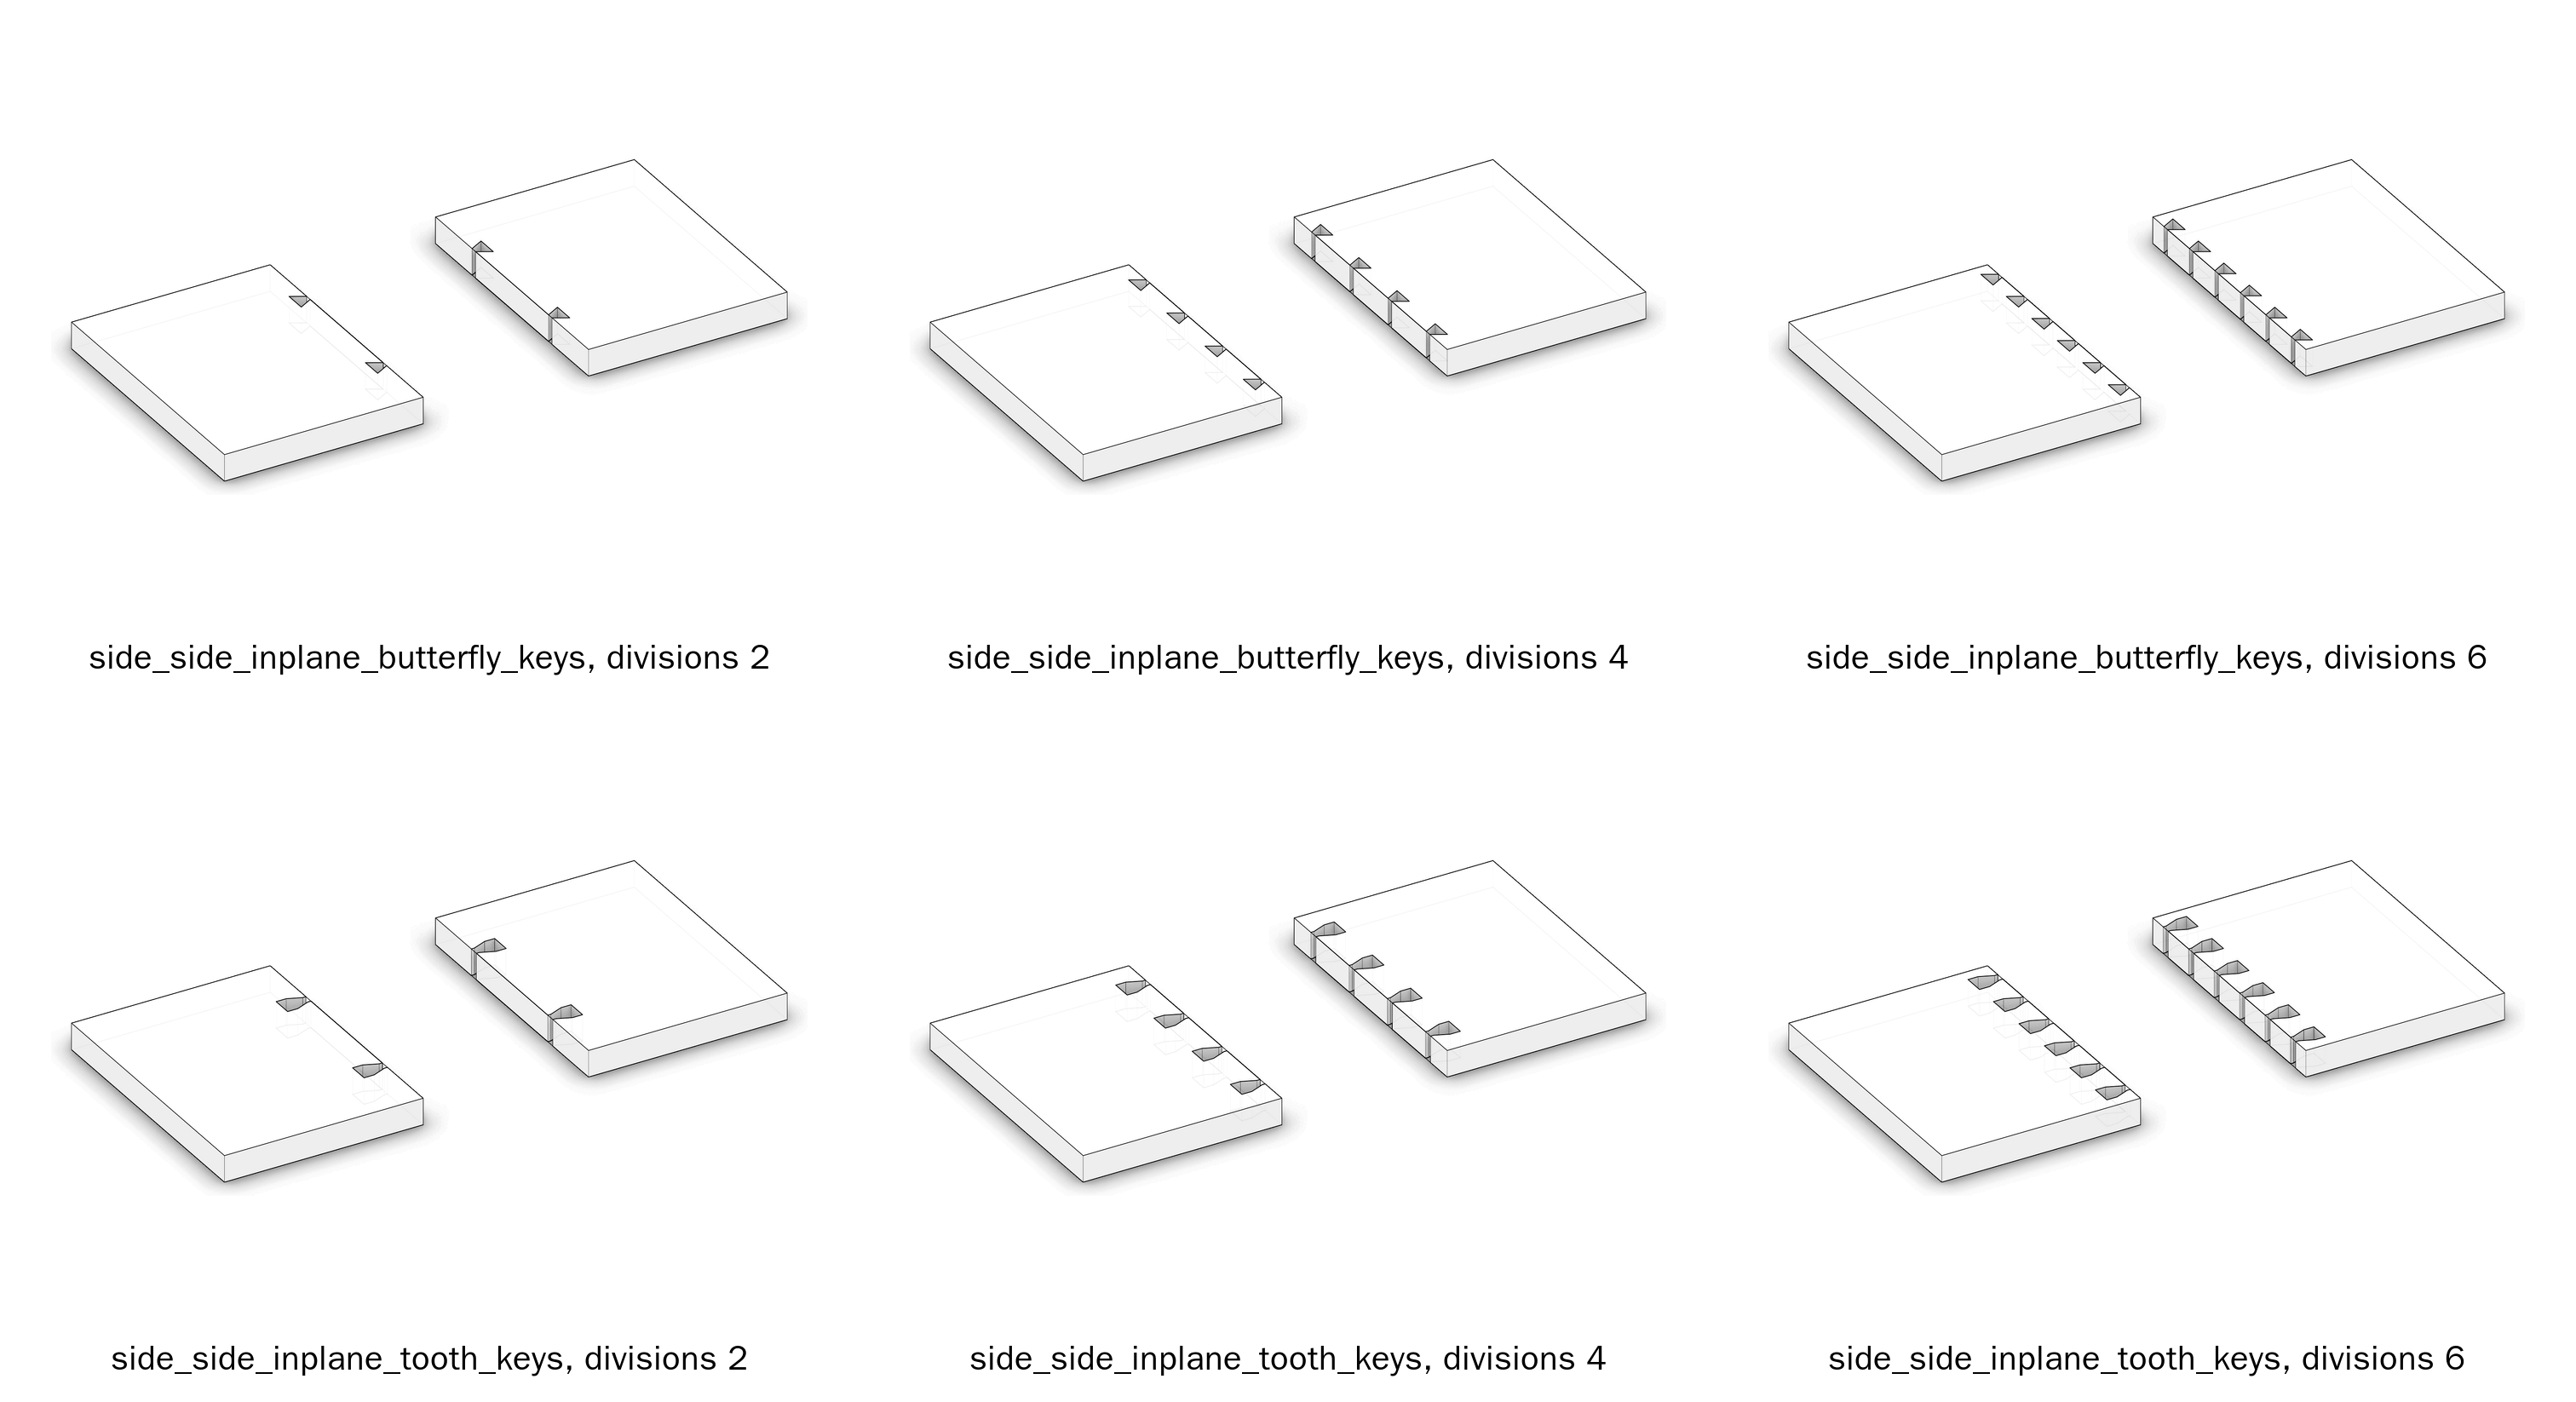 side_side_inplane_butterfly_keys, divisions 2
side_side_inplane_butterfly_keys, divisions 4
side_side_inplane_butterfly_keys, divisions 6
side_side_inplane_tooth_keys, divisions 2
side_side_inplane_tooth_keys, divisions 4
side_side_inplane_tooth_keys, divisions 6